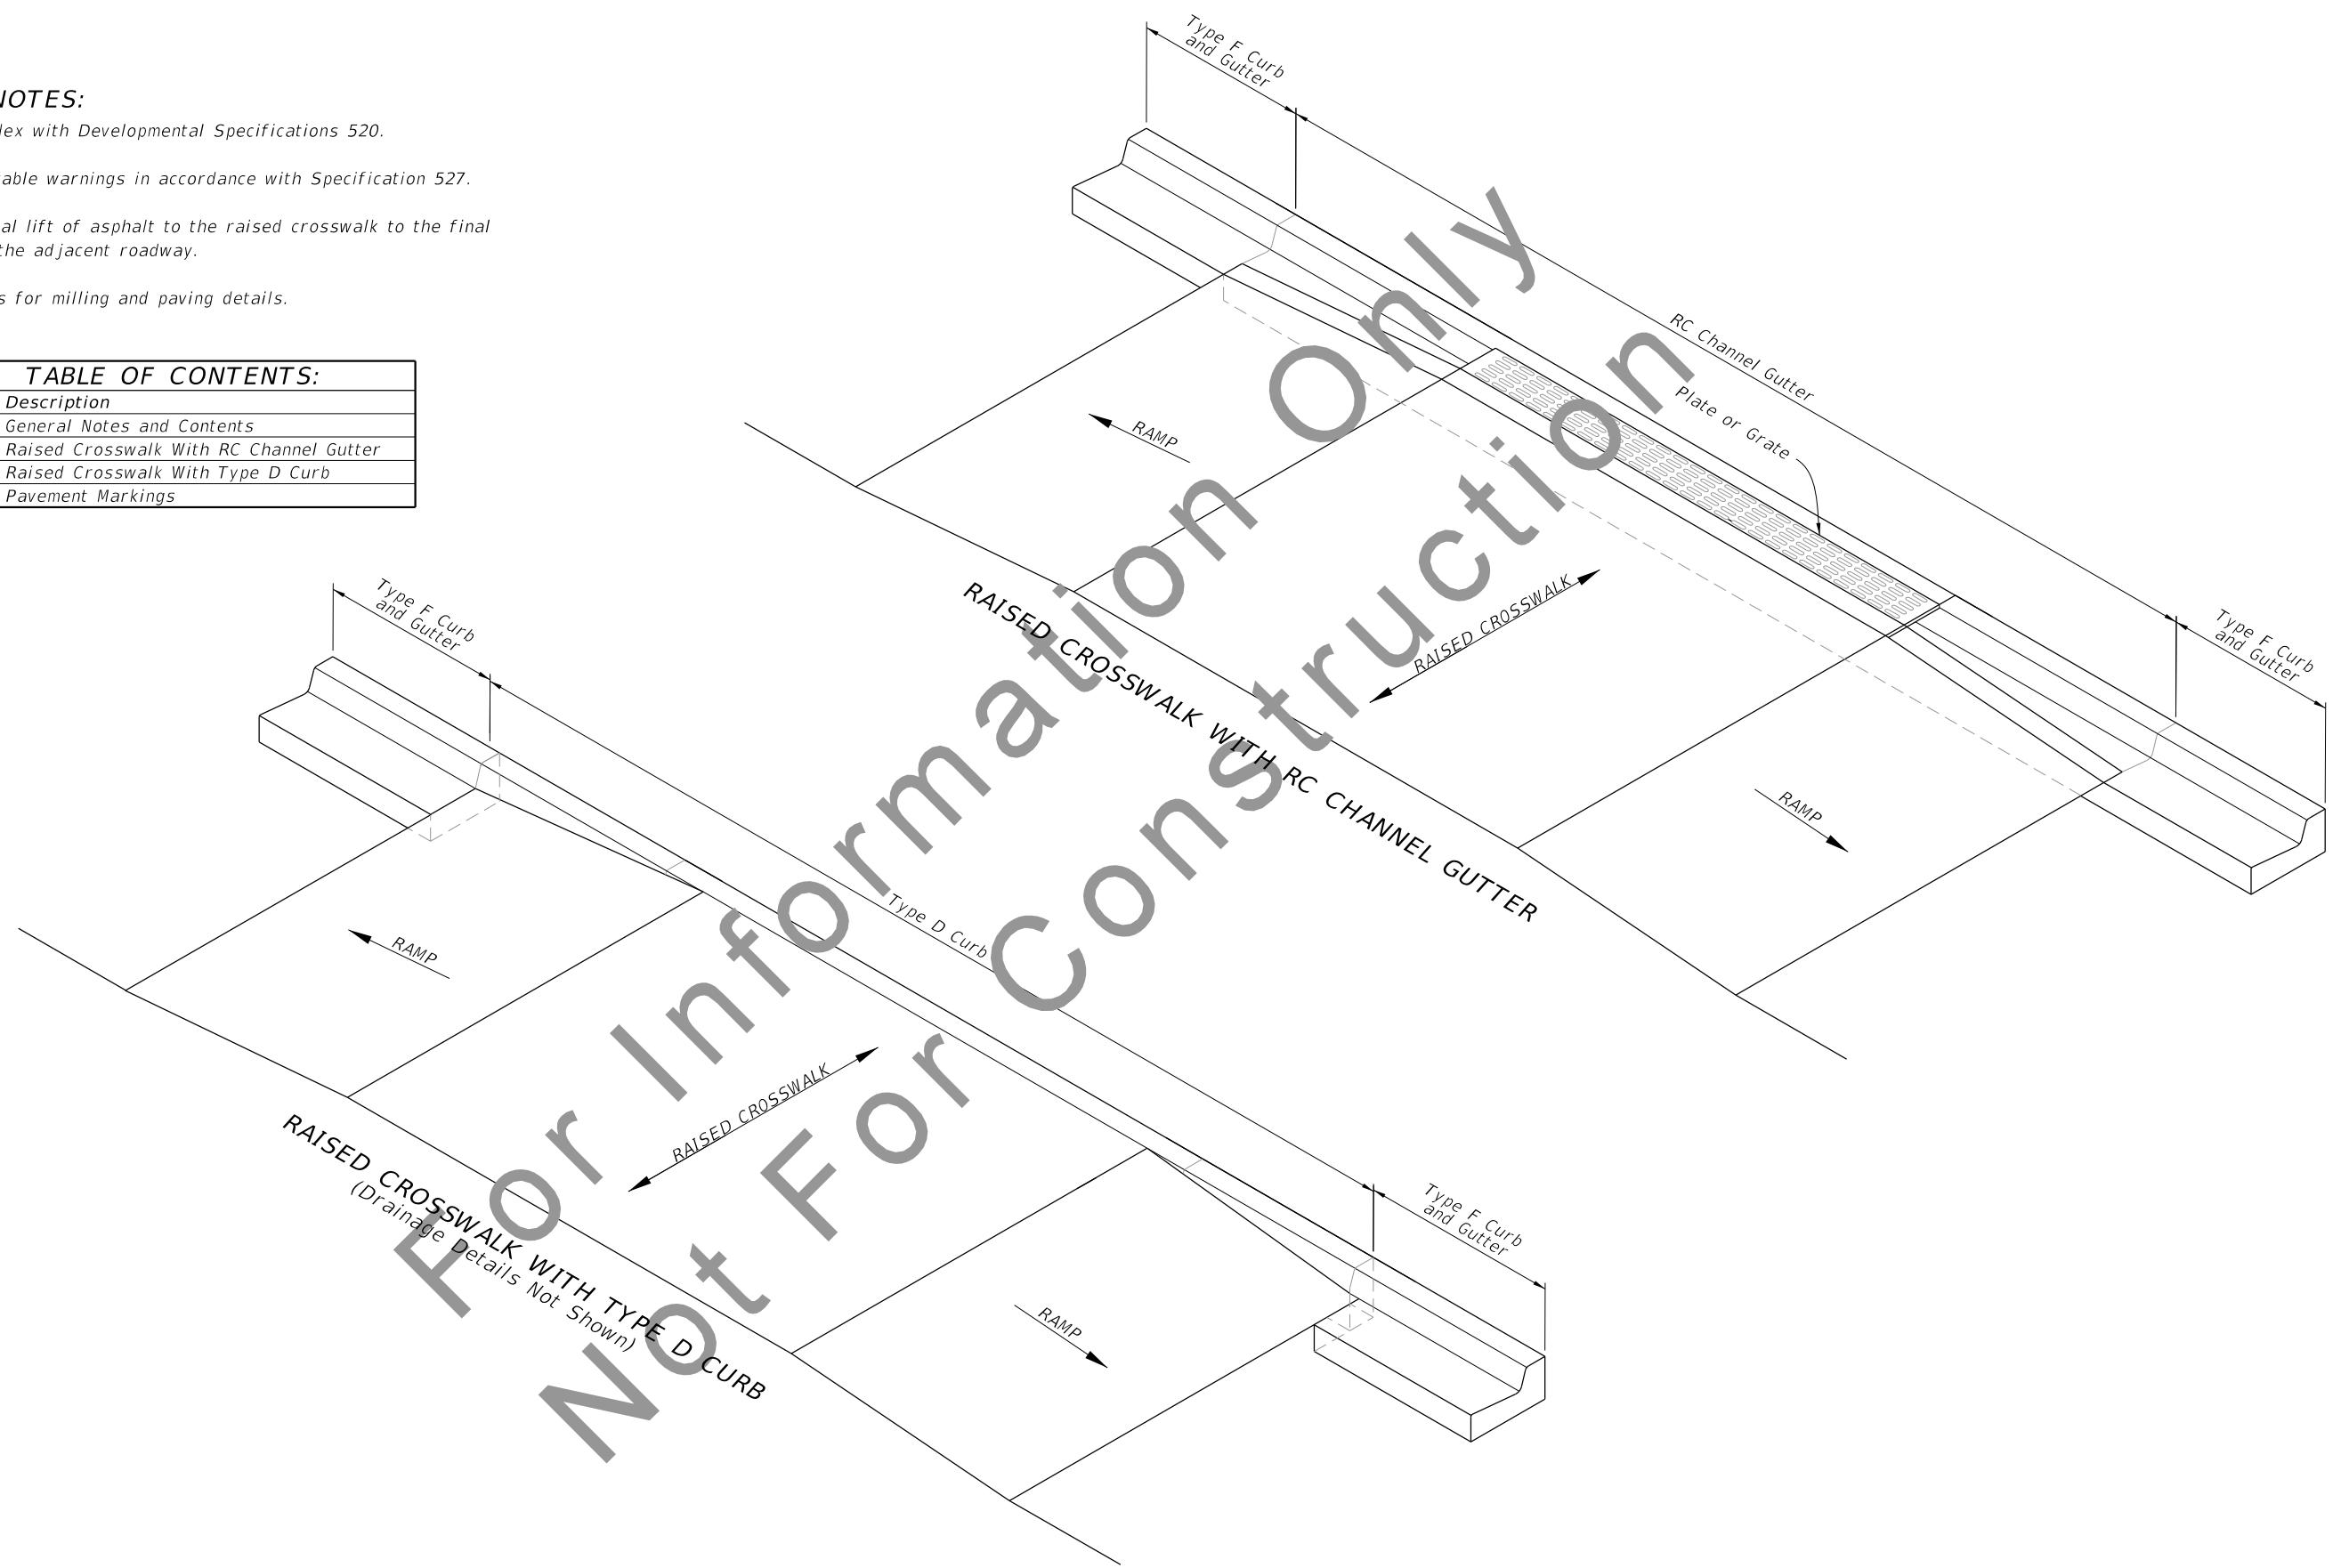 NOTES:
with Developmental Specifications 520.
warnings in accordance with Specification 527.
lift of asphalt to the raised crosswalk to the final
the adjacent roadway.
for milling and paving details.
TABLE OF CONTENTS:
Description
General Notes and Contents
Raised Crosswalk With RC Channel Gutter
Raised Crosswalk With Type D Curb
Pavement Markings
Type F Curb
and Gutter
RC Channel Gutter
Plate or Grate
Type F Curb
and Gutter
RAMP
RAISED CROSSWALK
RAMP
RAISED CROSSWALK WITH RC CHANNEL GUTTER
Type F Curb
and Gutter
Type D Curb
Type F Curb
and Gutter
RAMP
RAISED CROSSWALK
RAMP
RAISED CROSSWALK WITH TYPE D CURB
(Drainage Details Not Shown)
For Information Only
Not For Construction